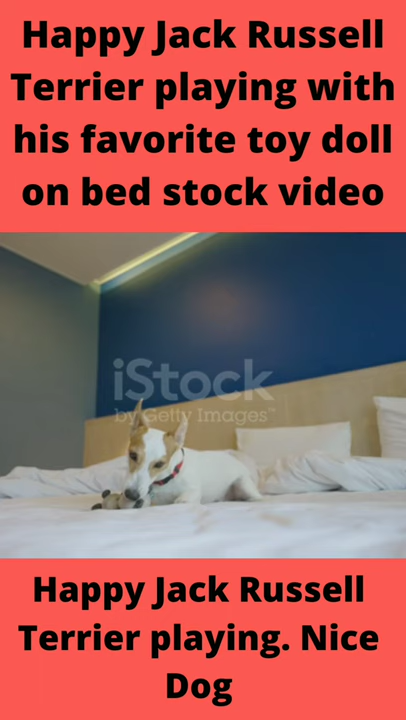 Happy Jack Russell
Terrier playing with
his favorite toy doll
on bed stock video
iStock
by Getty Images™
Happy Jack Russell
Terrier playing. Nice
Dog